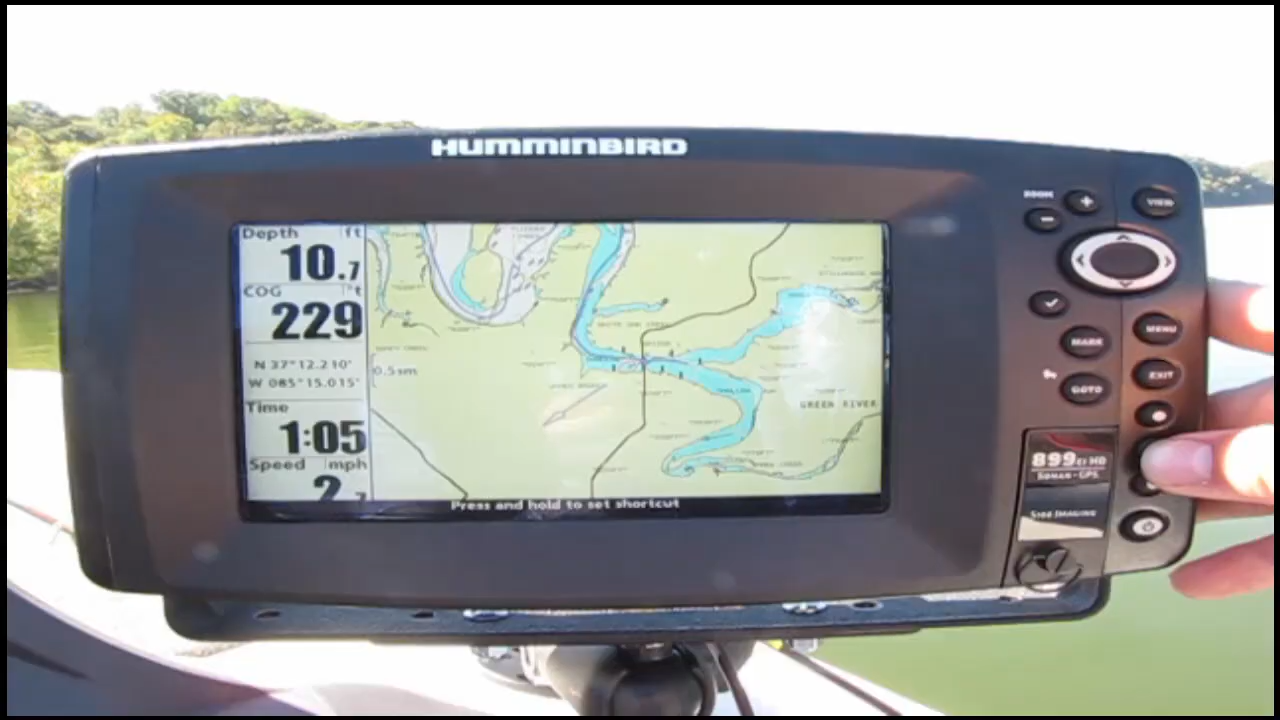 HUMMINBIRD
ZOOM
+
-
VIEW
Depth ft
10.7
COG °t
229
N 37°12.210'
W 085°15.015'
0.5sm
Time
1:05
Speed mph
2.7
GREEN RIVER
Press and hold to set shortcut
MARK
MENU
GOTO
EXIT
899CI HD
SONAR-GPS
SIDE IMAGING